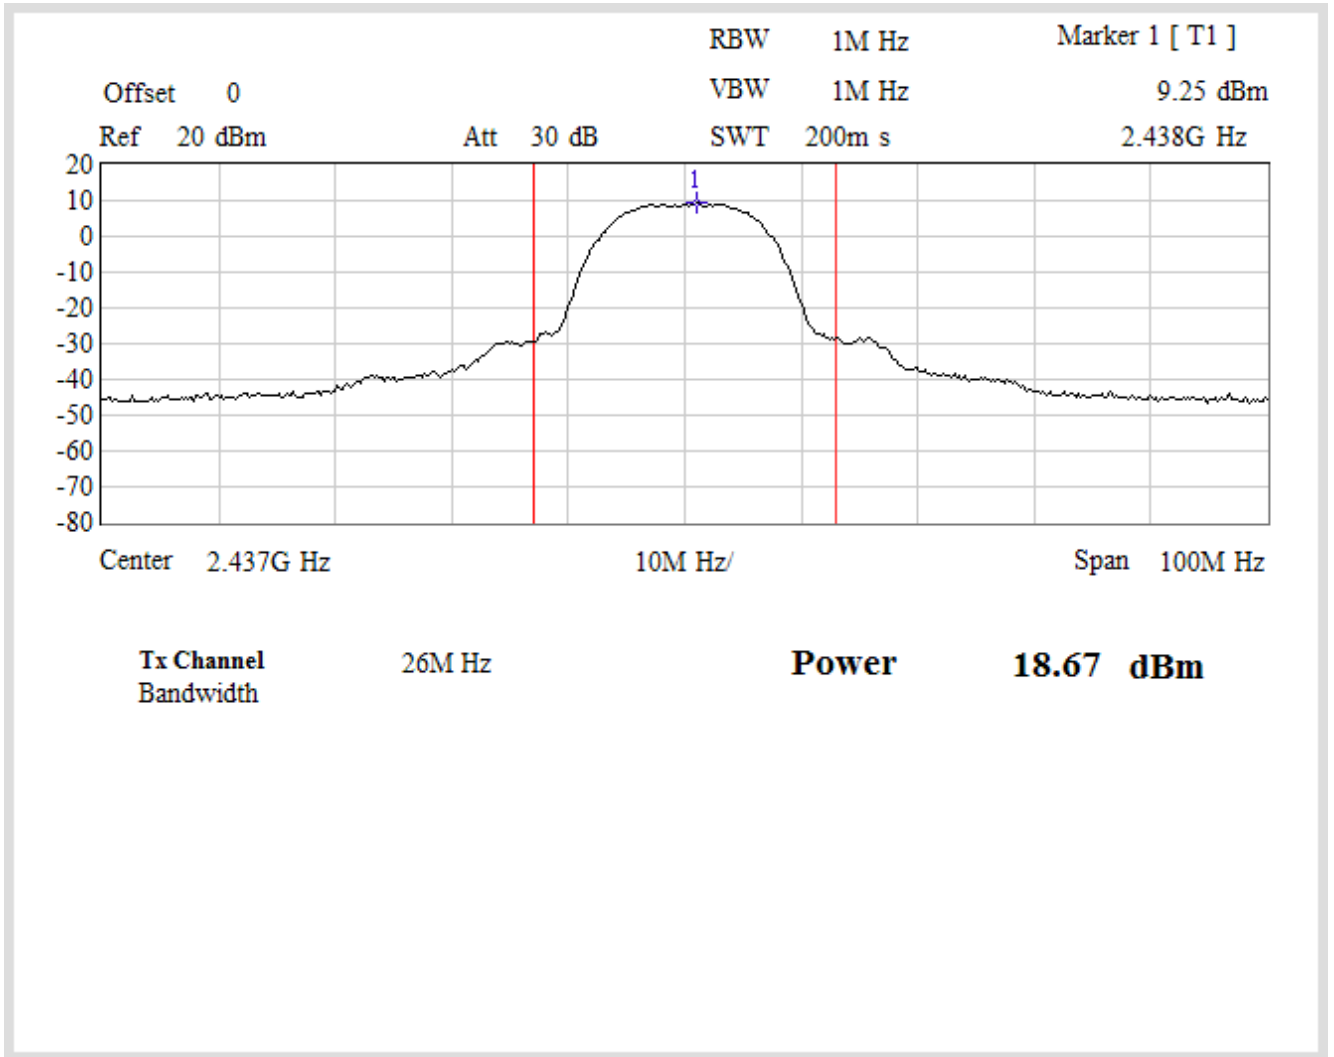 RBW 1M Hz Marker 1 [ T1 ]
Offset 0 VBW 1M Hz 9.25 dBm
Ref 20 dBm Att 30 dB SWT 200m s 2.438G Hz
20
1
10
0
-10
-20
-30
-40
-50
-60
-70
-80
Center 2.437G Hz 10M Hz/ Span 100M Hz
Tx Channel 26M Hz Power 18.67 dBm
Bandwidth